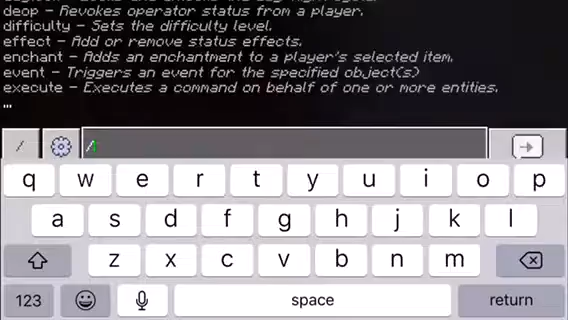 deop – Revokes operator status from a player.
difficulty – Sets the difficulty level.
effect – Add or remove status effects.
enchant – Adds an enchantment to a player's selected item.
event – Triggers an event for the specified object(s)
execute – Executes a command on behalf of one or more entities.
…
/ /
q w e r t y u i o p
a s d f g h j k l
z x c v b n m
123 space return